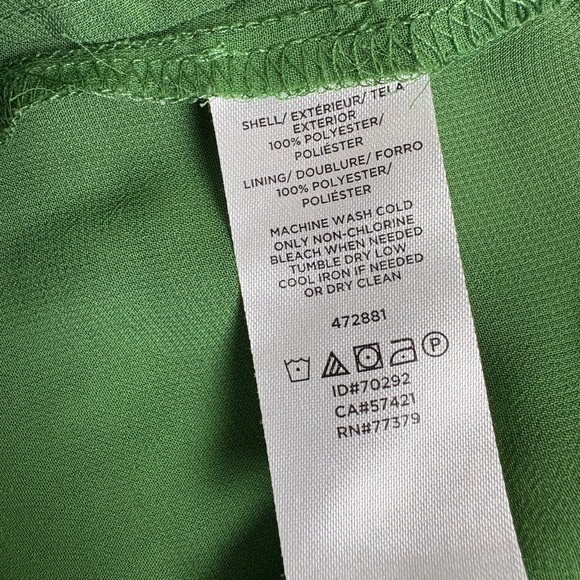 SHELL/ EXTÉRIEUR/ TELA
EXTERIOR
100% POLYESTER/
POLIÉSTER
LINING/ DOUBLURE/ FORRO
100% POLYESTER/
POLIÉSTER
MACHINE WASH COLD
ONLY NON-CHLORINE
BLEACH WHEN NEEDED
TUMBLE DRY LOW
COOL IRON IF NEEDED
OR DRY CLEAN
472881
P
ID#70292
CA#57421
RN#77379